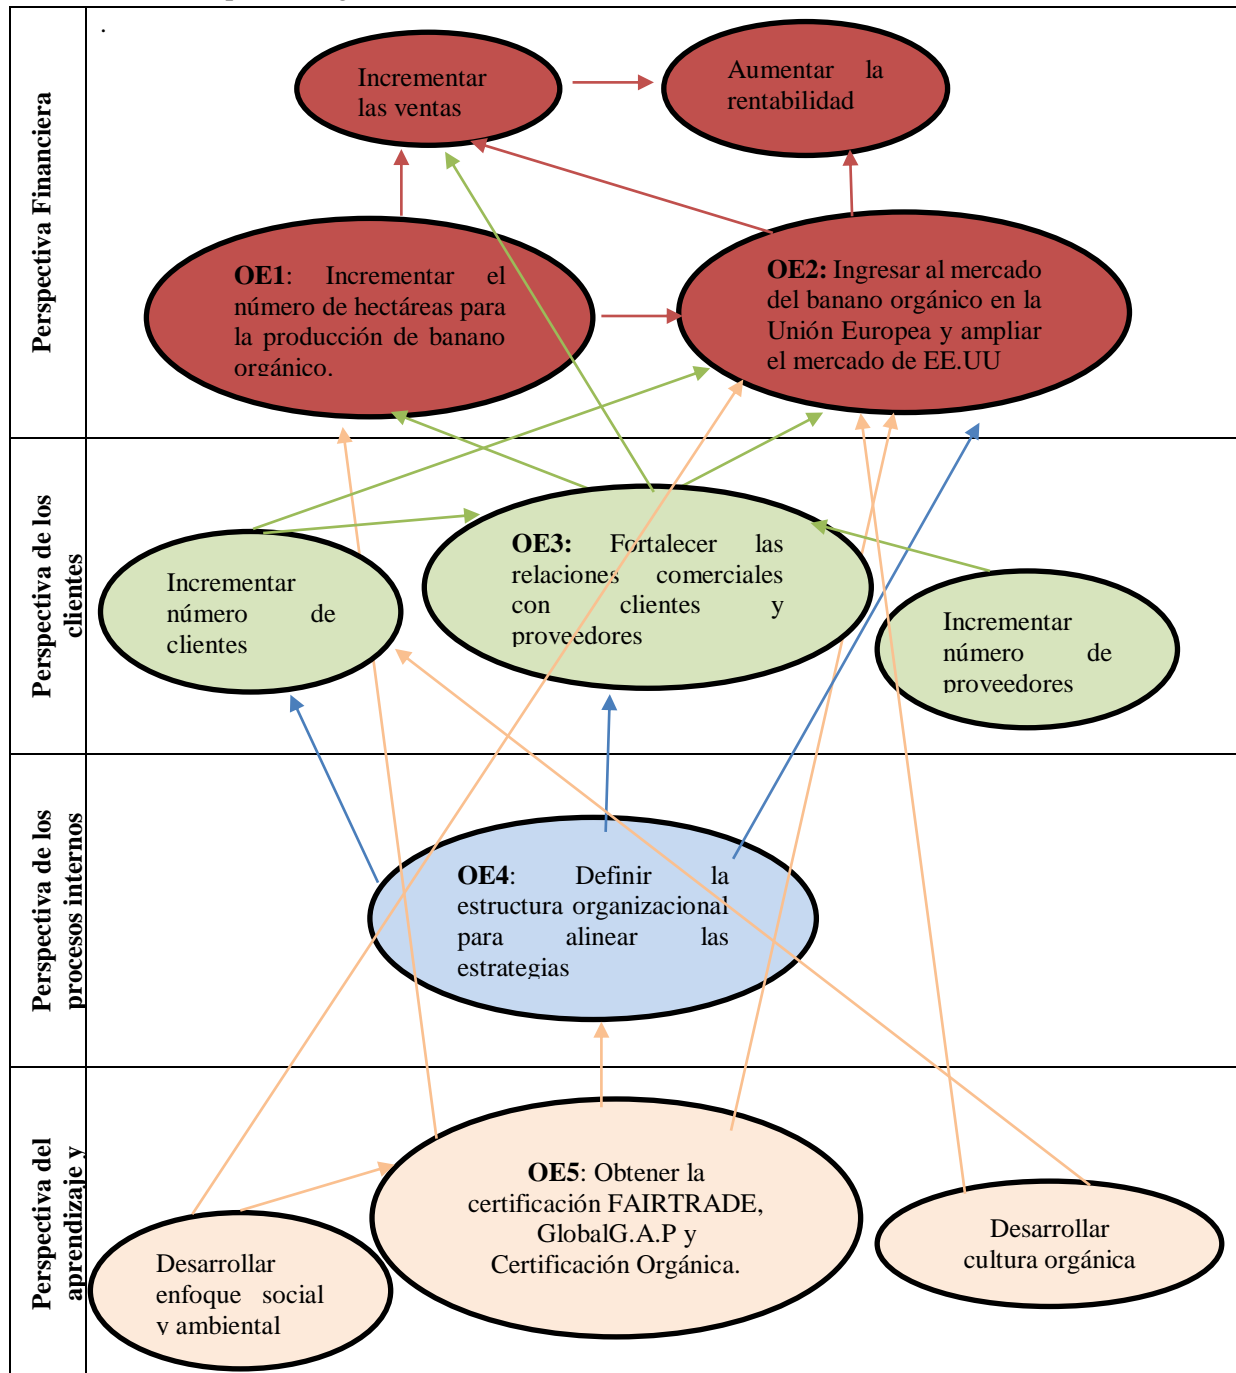 .
Perspectiva Financiera
Incrementar
las ventas
Aumentar la
rentabilidad
OE1: Incrementar el
número de hectáreas para
la producción de banano
orgánico.
OE2: Ingresar al mercado
del banano orgánico en la
Unión Europea y ampliar
el mercado de EE.UU
Perspectiva de los
clientes
Incrementar
número de
clientes
OE3: Fortalecer las
relaciones comerciales
con clientes y
proveedores
Incrementar
número de
proveedores
Perspectiva de los
procesos internos
OE4: Definir la
estructura organizacional
para alinear las
estrategias
Perspectiva del
aprendizaje y
Desarrollar
enfoque social
y ambiental
OE5: Obtener la
certificación FAIRTRADE,
GlobalG.A.P y
Certificación Orgánica.
Desarrollar
cultura orgánica